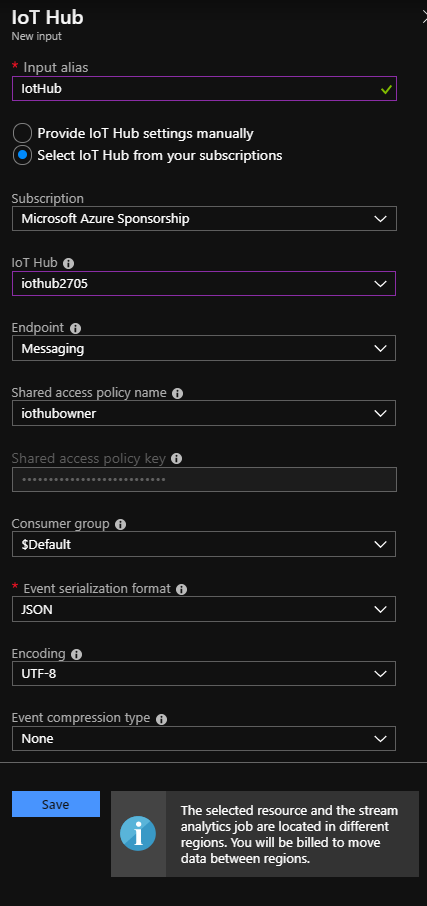 IoT Hub
New input
* Input alias
IotHub
Provide IoT Hub settings manually
Select IoT Hub from your subscriptions
Subscription
Microsoft Azure Sponsorship
IoT Hub
iothub2705
Endpoint
Messaging
Shared access policy name
iothubowner
Shared access policy key
•••••••••••••••••••••••••••
Consumer group
$Default
* Event serialization format
JSON
Encoding
UTF-8
Event compression type
None
Save
The selected resource and the stream
analytics job are located in different
regions. You will be billed to move
data between regions.